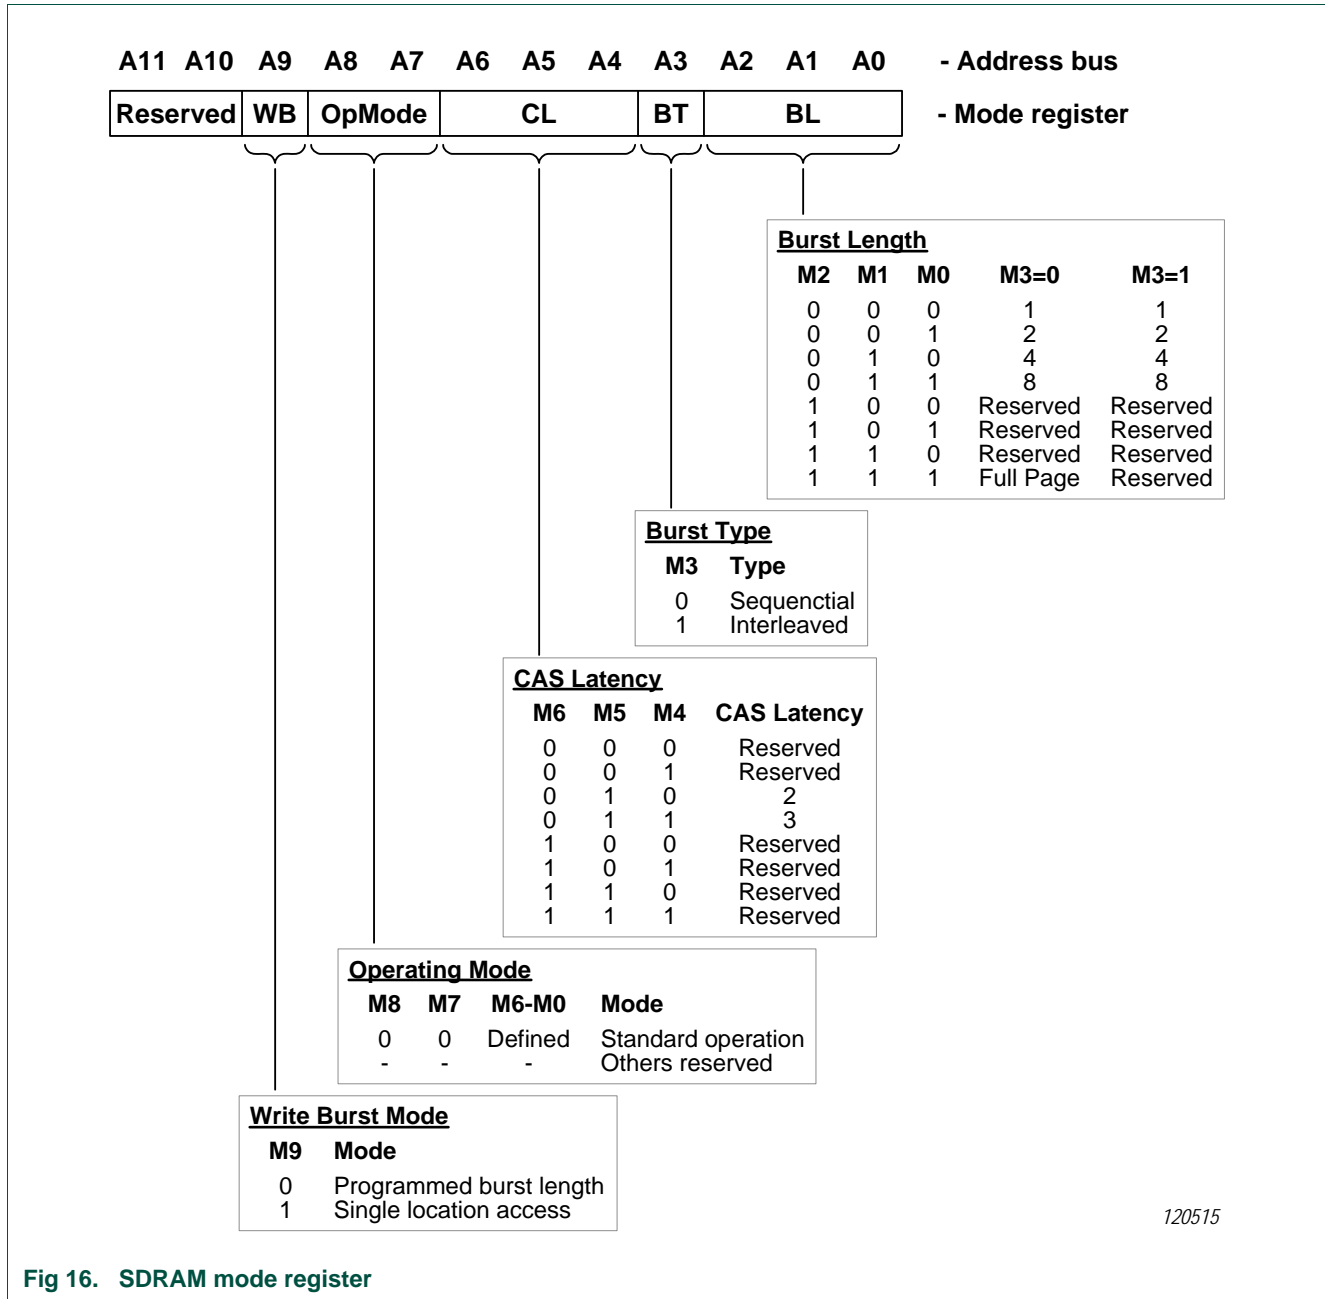 A11 A10 A9 A8 A7 A6 A5 A4 A3 A2 A1 A0 - Address bus
Reserved WB OpMode CL BT BL - Mode register
Burst Length
M2 M1 M0 M3=0 M3=1
0 0 0 1 1
0 0 1 2 2
0 1 0 4 4
0 1 1 8 8
1 0 0 Reserved Reserved
1 0 1 Reserved Reserved
1 1 0 Reserved Reserved
1 1 1 Full Page Reserved
Burst Type
M3 Type
0 Sequenctial
1 Interleaved
CAS Latency
M6 M5 M4 CAS Latency
0 0 0 Reserved
0 0 1 Reserved
0 1 0 2
0 1 1 3
1 0 0 Reserved
1 0 1 Reserved
1 1 0 Reserved
1 1 1 Reserved
Operating Mode
M8 M7 M6-M0 Mode
0 0 Defined Standard operation
- - - Others reserved
Write Burst Mode
M9 Mode
0 Programmed burst length
1 Single location access
120515
Fig 16. SDRAM mode register